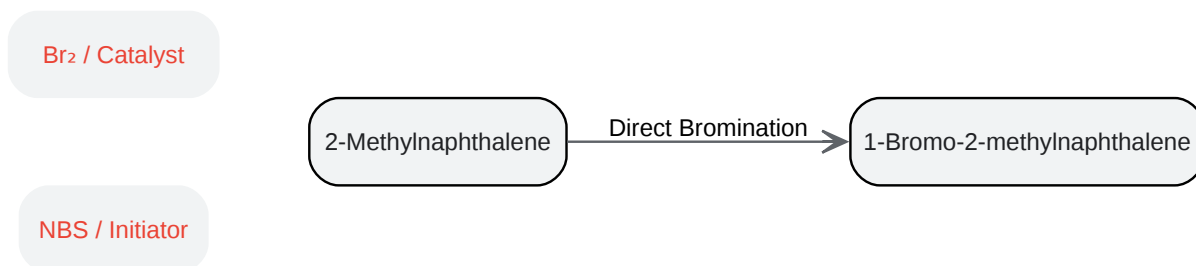 Br₂ / Catalyst
2-Methylnaphthalene
Direct Bromination
1-Bromo-2-methylnaphthalene
NBS / Initiator